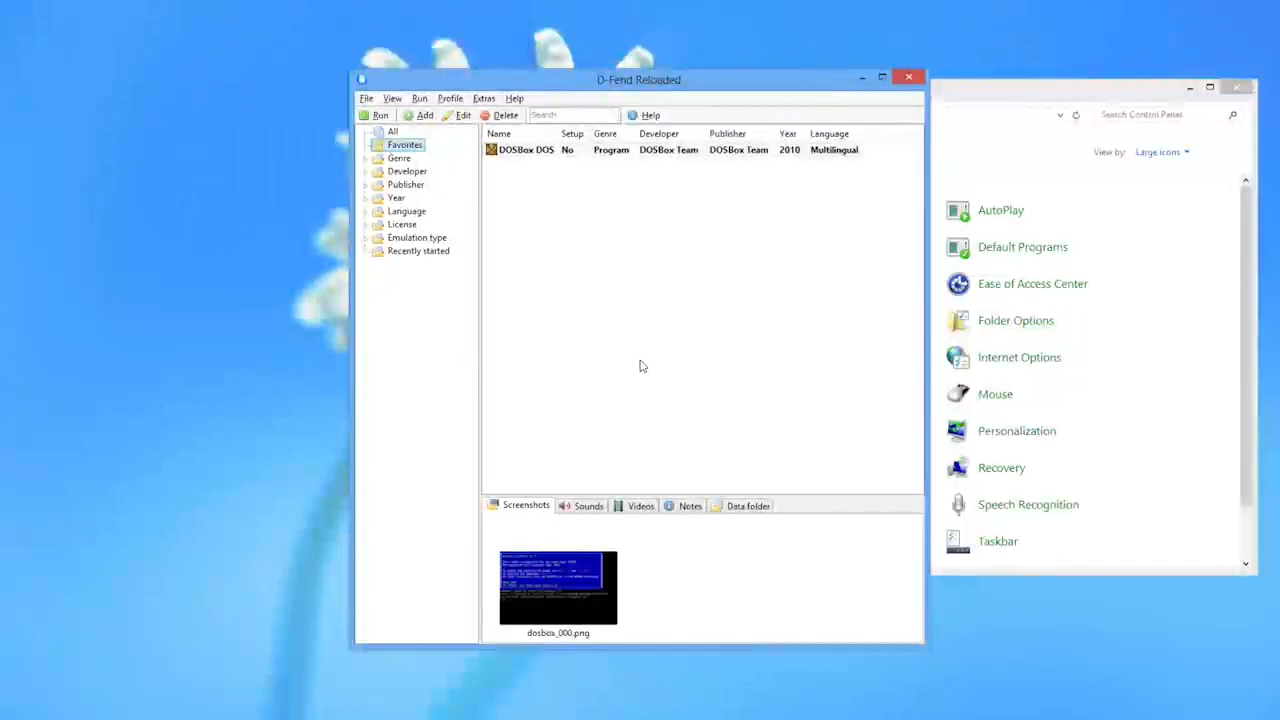 D-Fend Reloaded
File View Run Profile Extras Help
Run Add Edit Delete Search Help
All
Favorites
Genre
Developer
Publisher
Year
Language
License
Emulation type
Recently started
Name Setup Genre Developer Publisher Year Language
DOSBox DOS No Program DOSBox Team DOSBox Team 2010 Multilingual
Screenshots Sounds Videos Notes Data folder
dosbox_000.png
Search Control Panel
View by: Large icons
AutoPlay
Default Programs
Ease of Access Center
Folder Options
Internet Options
Mouse
Personalization
Recovery
Speech Recognition
Taskbar